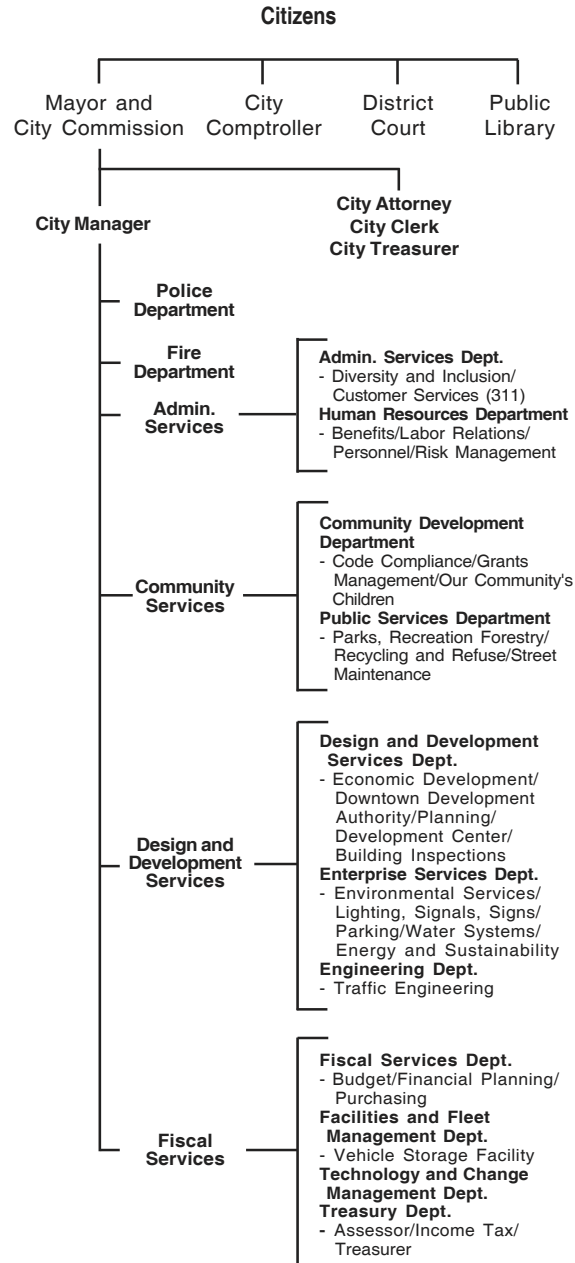 Citizens
Mayor and
City Commission
City
Comptroller
District
Court
Public
Library
City Manager
City Attorney
City Clerk
City Treasurer
Police
Department
Fire
Department
Admin.
Services
Admin. Services Dept.
- Diversity and Inclusion/
Customer Services (311)
Human Resources Department
- Benefits/Labor Relations/
Personnel/Risk Management
Community
Services
Community Development
Department
- Code Compliance/Grants
Management/Our Community's
Children
Public Services Department
- Parks, Recreation Forestry/
Recycling and Refuse/Street
Maintenance
Design and
Development
Services
Design and Development
Services Dept.
- Economic Development/
Downtown Development
Authority/Planning/
Development Center/
Building Inspections
Enterprise Services Dept.
- Environmental Services/
Lighting, Signals, Signs/
Parking/Water Systems/
Energy and Sustainability
Engineering Dept.
- Traffic Engineering
Fiscal
Services
Fiscal Services Dept.
- Budget/Financial Planning/
Purchasing
Facilities and Fleet
Management Dept.
- Vehicle Storage Facility
Technology and Change
Management Dept.
Treasury Dept.
- Assessor/Income Tax/
Treasurer